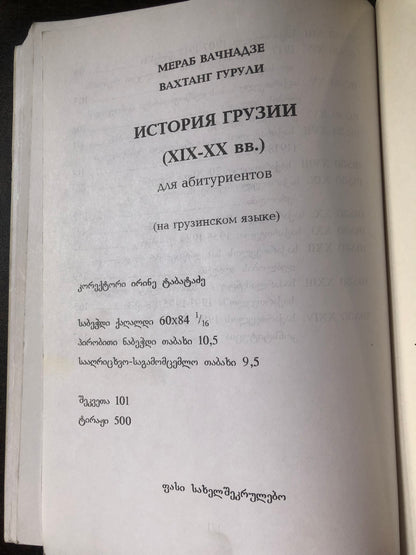 МЕРАБ ВАЧНАДЗЕ
ВАХТАНГ ГУРУЛИ
ИСТОРИЯ ГРУЗИИ
(XIX-XX вв.)
для абитуриентов
(на грузинском языке)
კორექტორი ირინე ტაბატაძე
საბეჭდი ქაღალდი 60x84 1/16
პირობითი ნაბეჭდი თაბახი 10,5
სააღრიცხვო-საგამომცემლო თაბახი 9,5
შეკვეთა 101
ტირაჟი 500
ფასი სახელშეკრულებო